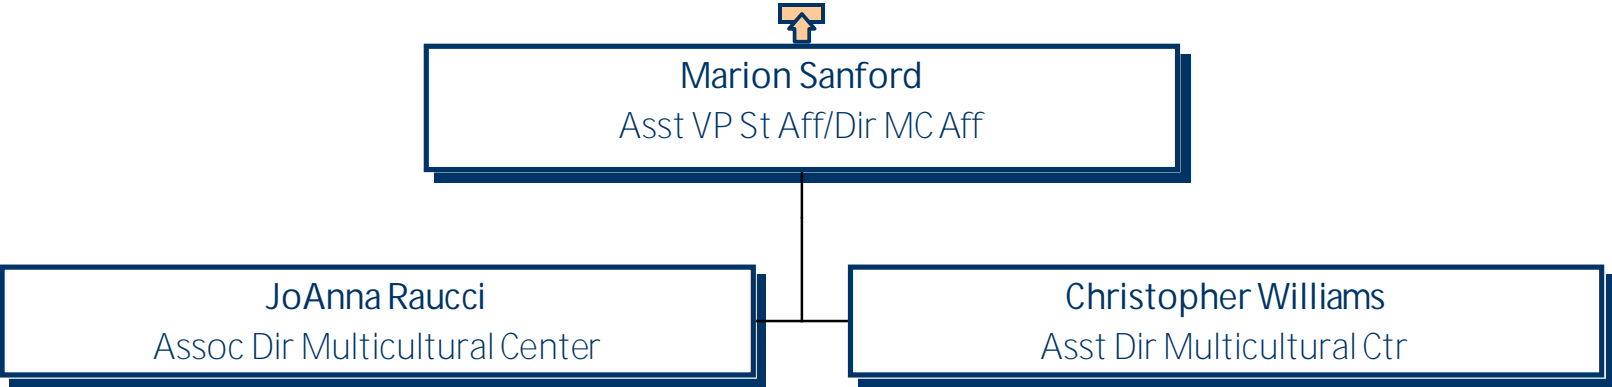 Marion Sanford
Asst VP St Aff/Dir MC Aff
JoAnna Raucci
Assoc Dir Multicultural Center
Christopher Williams
Asst Dir Multicultural Ctr